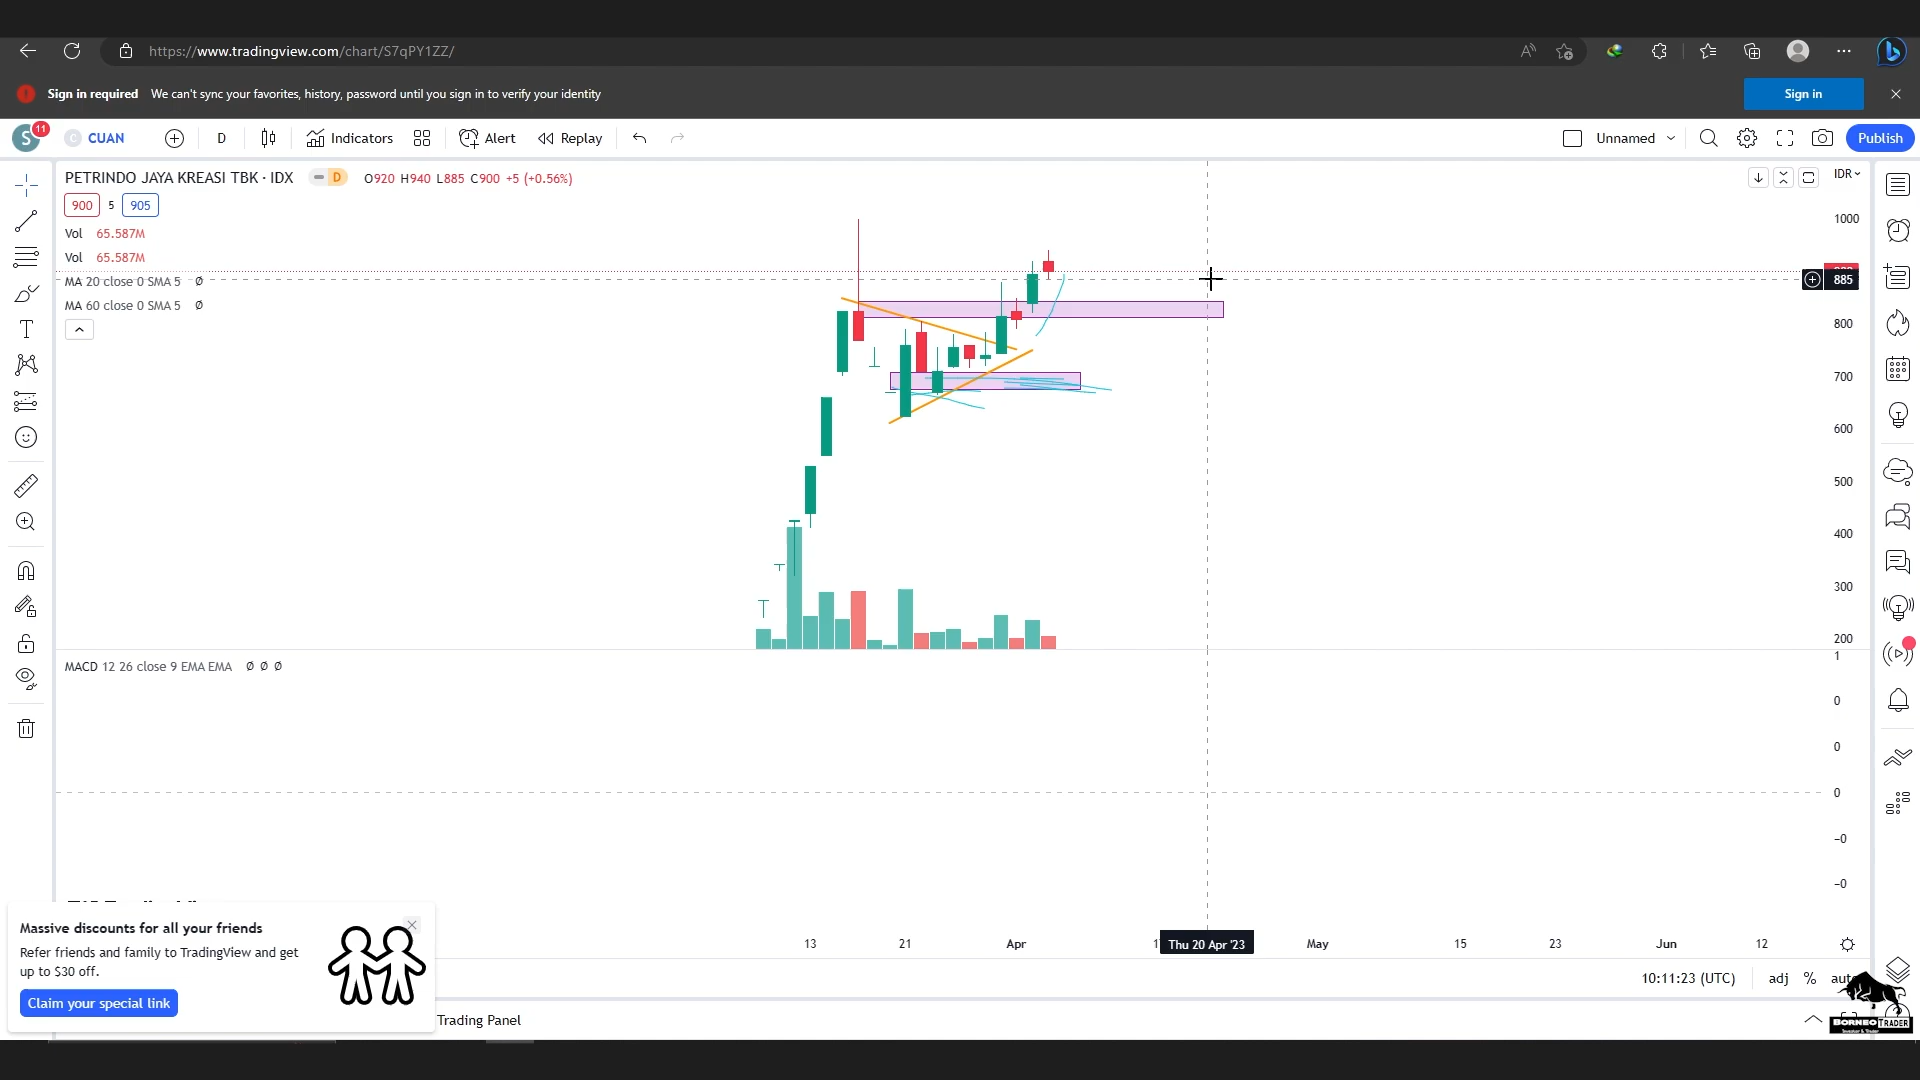 https://www.tradingview.com/chart/S7qPY1ZZ/
Sign in required We can't sync your favorites, history, password until you sign in to verify your identity
Sign in
S 11 C CUAN D Indicators Alert Replay Unnamed Publish
PETRINDO JAYA KREASI TBK · IDX D O920 H940 L885 C900 +5 (+0.56%)
IDR
900 5 905
Vol 65.587M
Vol 65.587M
MA 20 close 0 SMA 5 Ø
MA 60 close 0 SMA 5 Ø
1000
885
800
700
600
500
400
300
200
1
MACD 12 26 close 9 EMA EMA Ø Ø Ø
0
0
0
−0
−0
13 21 Apr Thu 20 Apr '23 May 15 23 Jun 12
Massive discounts for all your friends
Refer friends and family to TradingView and get
up to $30 off.
Claim your special link
10:11:23 (UTC) adj %
Trading Panel
BORNEO TRADER